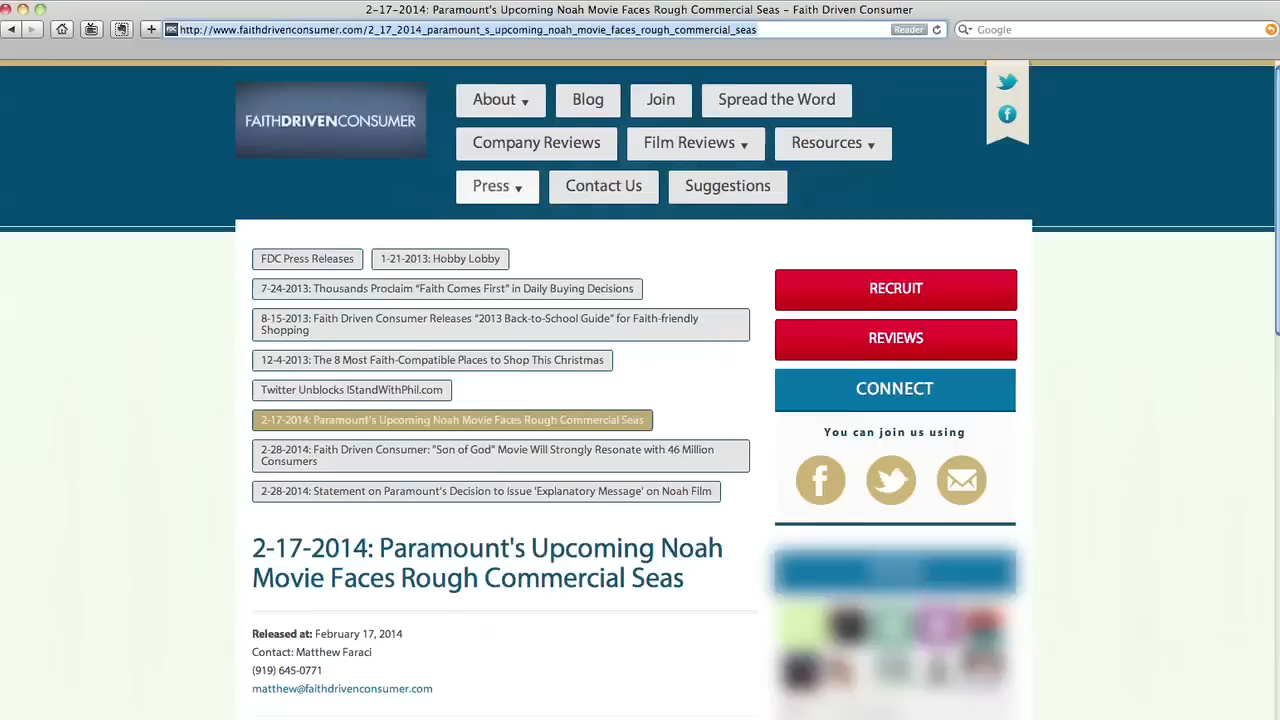 2-17-2014: Paramount's Upcoming Noah Movie Faces Rough Commercial Seas – Faith Driven Consumer
http://www.faithdrivenconsumer.com/2_17_2014_paramount_s_upcoming_noah_movie_faces_rough_commercial_seas
Reader
Google
FAITHDRIVENCONSUMER
About
Blog
Join
Spread the Word
Company Reviews
Film Reviews
Resources
Press
Contact Us
Suggestions
FDC Press Releases
1-21-2013: Hobby Lobby
7-24-2013: Thousands Proclaim “Faith Comes First” in Daily Buying Decisions
8-15-2013: Faith Driven Consumer Releases “2013 Back-to-School Guide” for Faith-friendly
Shopping
12-4-2013: The 8 Most Faith-Compatible Places to Shop This Christmas
Twitter Unblocks IStandWithPhil.com
2-17-2014: Paramount's Upcoming Noah Movie Faces Rough Commercial Seas
2-28-2014: Faith Driven Consumer: "Son of God" Movie Will Strongly Resonate with 46 Million
Consumers
2-28-2014: Statement on Paramount's Decision to issue 'Explanatory Message' on Noah Film
2-17-2014: Paramount's Upcoming Noah
Movie Faces Rough Commercial Seas
Released at: February 17, 2014
Contact: Matthew Faraci
(919) 645-0771
matthew@faithdrivenconsumer.com
RECRUIT
REVIEWS
CONNECT
You can join us using